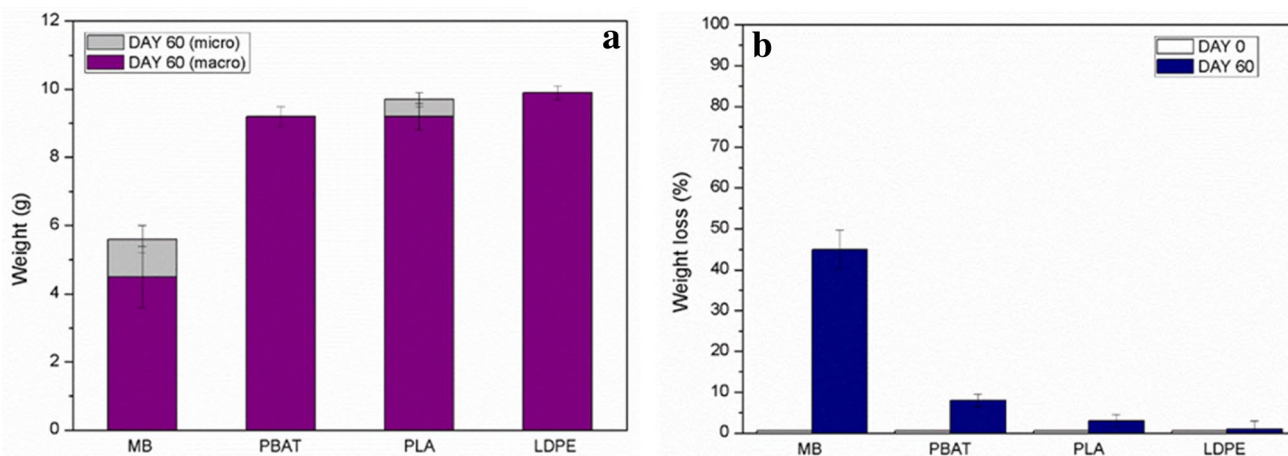 a
DAY 60 (micro)
DAY 60 (macro)
Weight (g)
12
10
8
6
4
2
0
MB PBAT PLA LDPE
b
DAY 0
DAY 60
Weight loss (%)
100
90
80
70
60
50
40
30
20
10
0
MB PBAT PLA LDPE